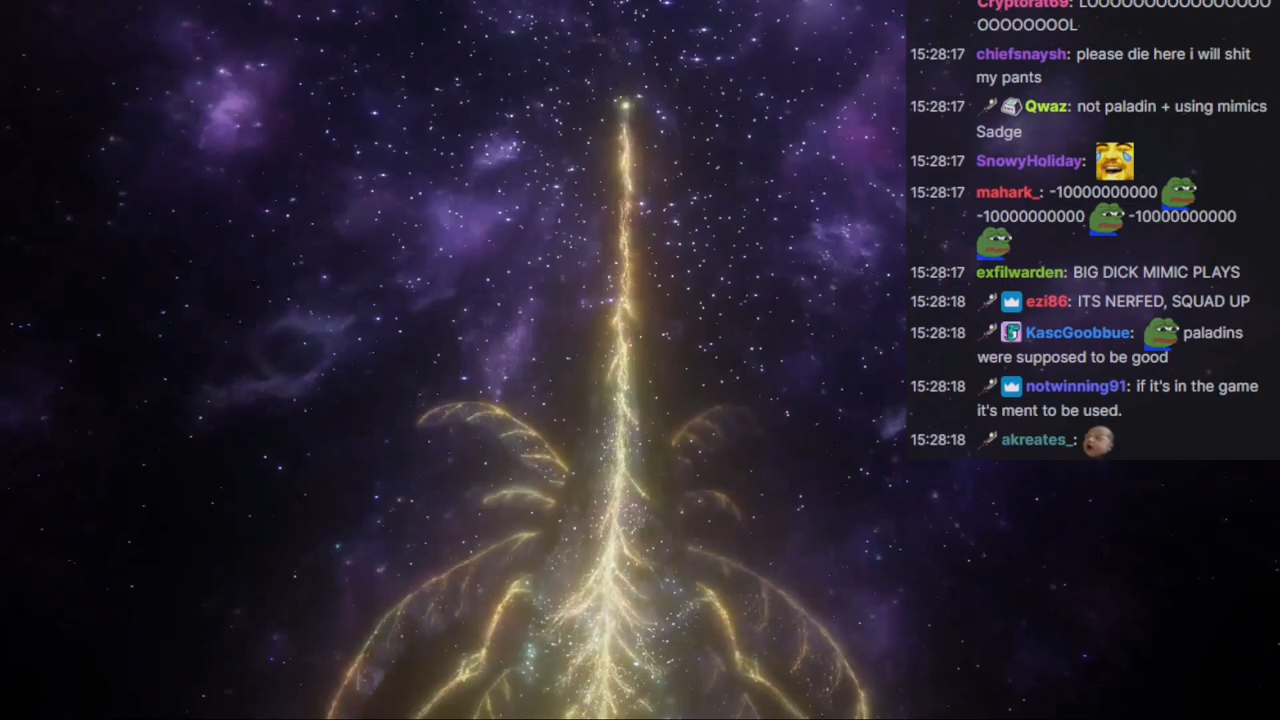 Cryptorat69: LOOOOOOOOOOOOOOOOO
OOOOOOOOL
15:28:17 chiefsnaysh: please die here i will shit
my pants
15:28:17 Qwaz: not paladin + using mimics
Sadge
15:28:17 SnowyHoliday:
15:28:17 mahark_: -10000000000
-10000000000 -10000000000
15:28:17 exfilwarden: BIG DICK MIMIC PLAYS
15:28:18 ezi86: ITS NERFED, SQUAD UP
15:28:18 KascGoobbue: paladins
were supposed to be good
15:28:18 notwinning91: if it's in the game
it's ment to be used.
15:28:18 akreates_: